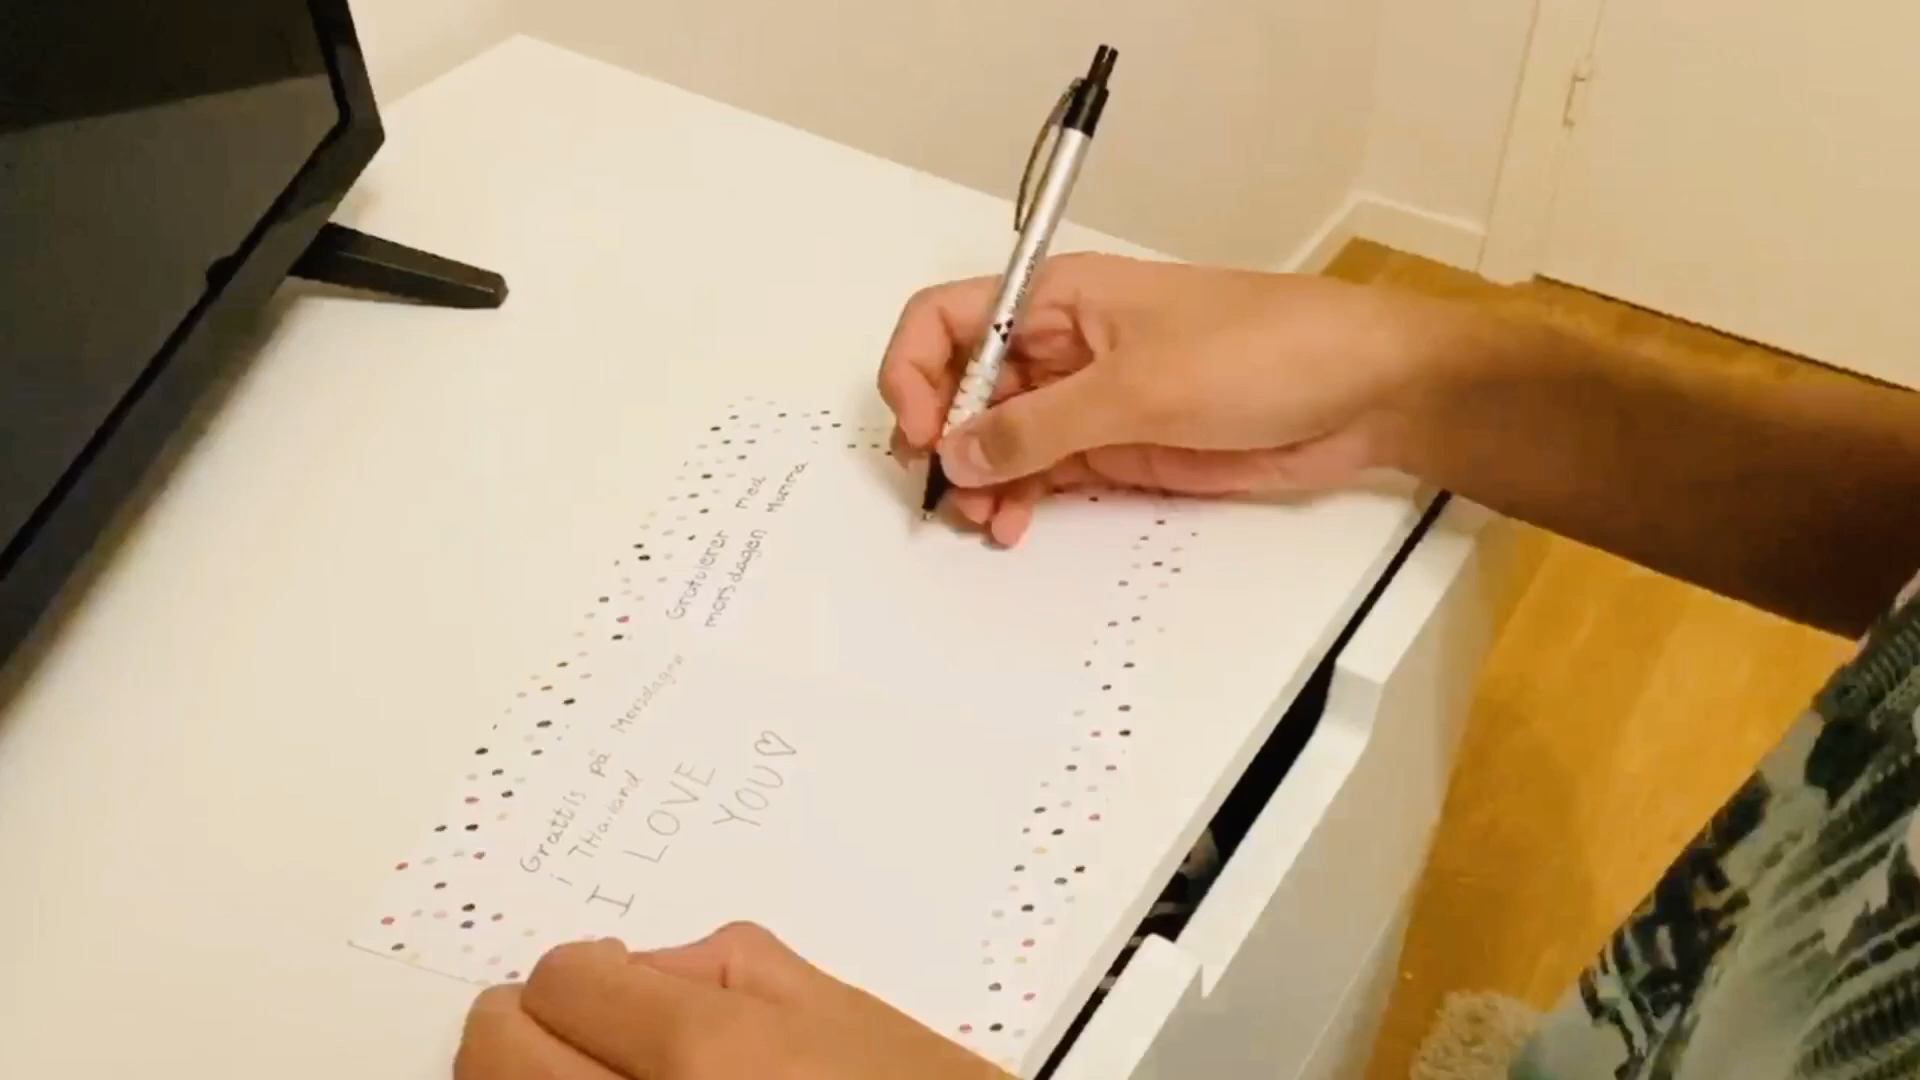 Gratulerer med
morsdagen Mamma
Grattis på Morsdagen
i THailand
I LOVE
YOU♡